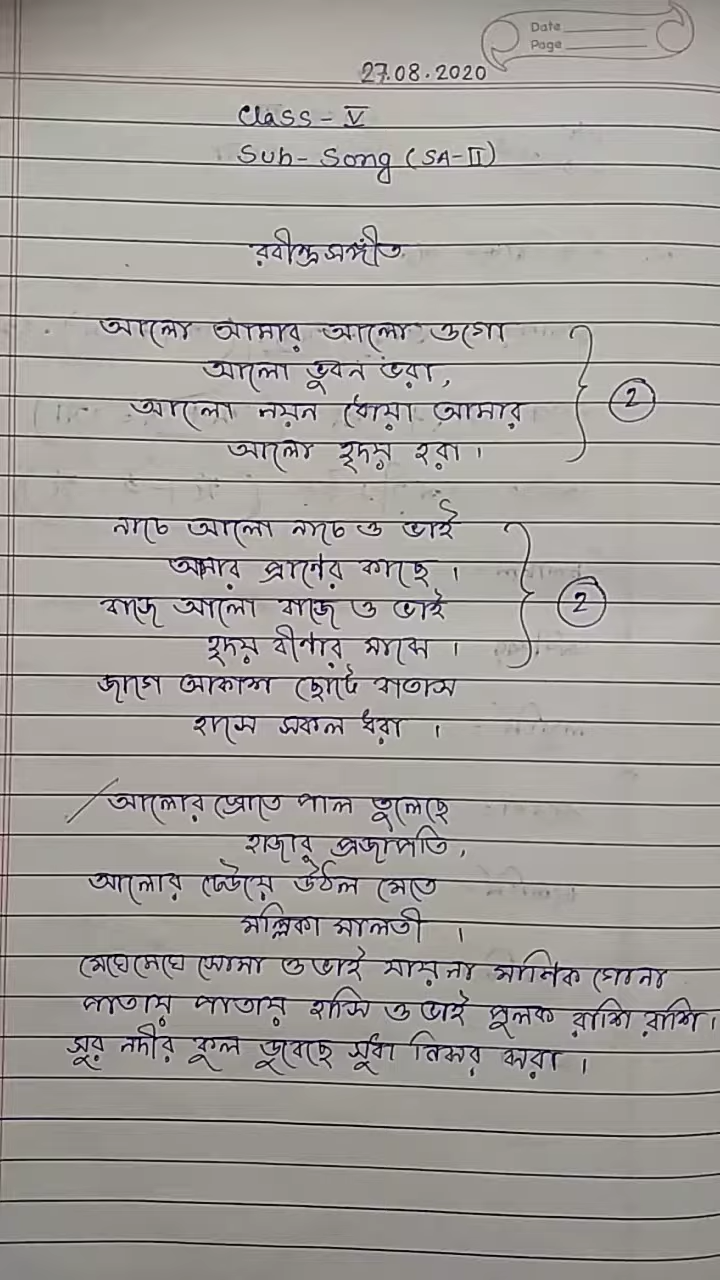 Date
Page
27.08.2020
Class - V
Sub- Song (SA-II)
রবীন্দ্রসঙ্গীত
আলো আমার আলো ওগো
আলো ভুবন ভরা,
আলো নয়ন ধোয়া আমার
আলো হৃদয় হরা।
2
নাচে আলো নাচে ও ভাই
আমার প্রাণের কাছে।
বাজে আলো বাজে ও ভাই
হৃদয় বীণার মাঝে।
2
জাগে আকাশ ছোটে বাতাস
হাসে সকল ধরা।
আলোর স্রোতে পাল তুলেছে
হাজার প্রজাপতি,
আলোর ঢেউয়ে উঠল মেতে
মল্লিকা মালতী।
মেঘে মেঘে সোনা ও ভাই যায়না মানিক গোনা
পাতায় পাতায় হাসি ও ভাই পুলক রাশি রাশি।
সুর নদীর কূল ডুবেছে সুধা নিঝর ঝরা।